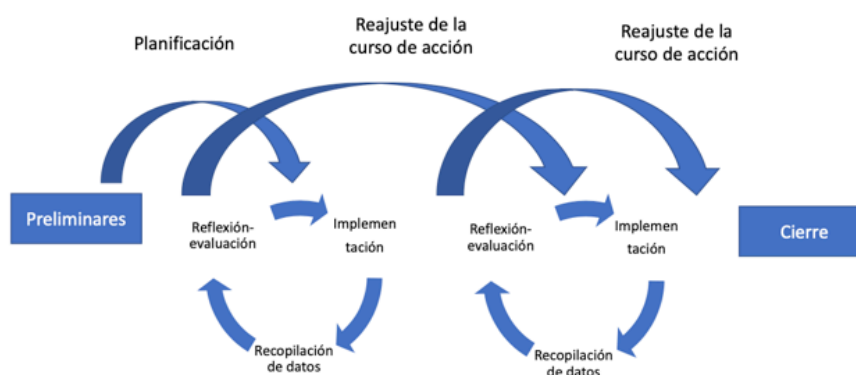 Planificación
Reajuste de la
curso de acción
Reajuste de la
curso de acción
Preliminares
Reflexión-
evaluación
Implemen
tación
Recopilación
de datos
Reflexión-
evaluación
Implemen
tación
Recopilación
de datos
Cierre